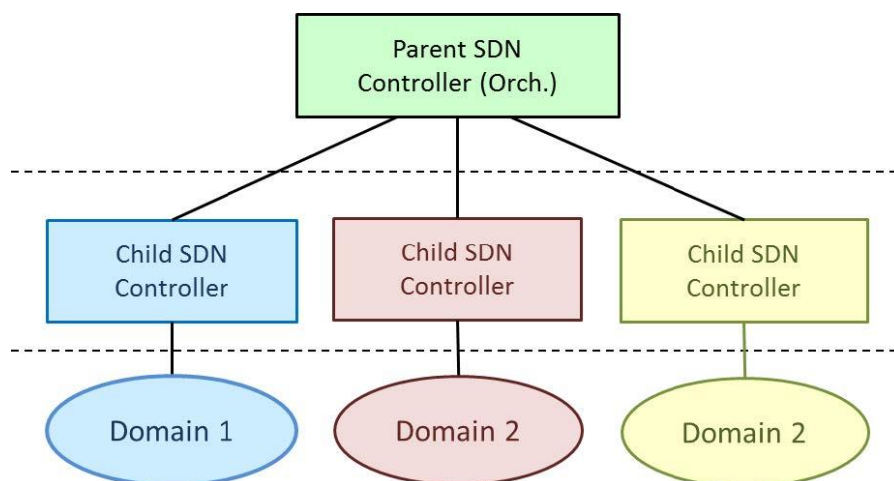 Parent SDN
Controller (Orch.)
Child SDN
Controller
Child SDN
Controller
Child SDN
Controller
Domain 1
Domain 2
Domain 2